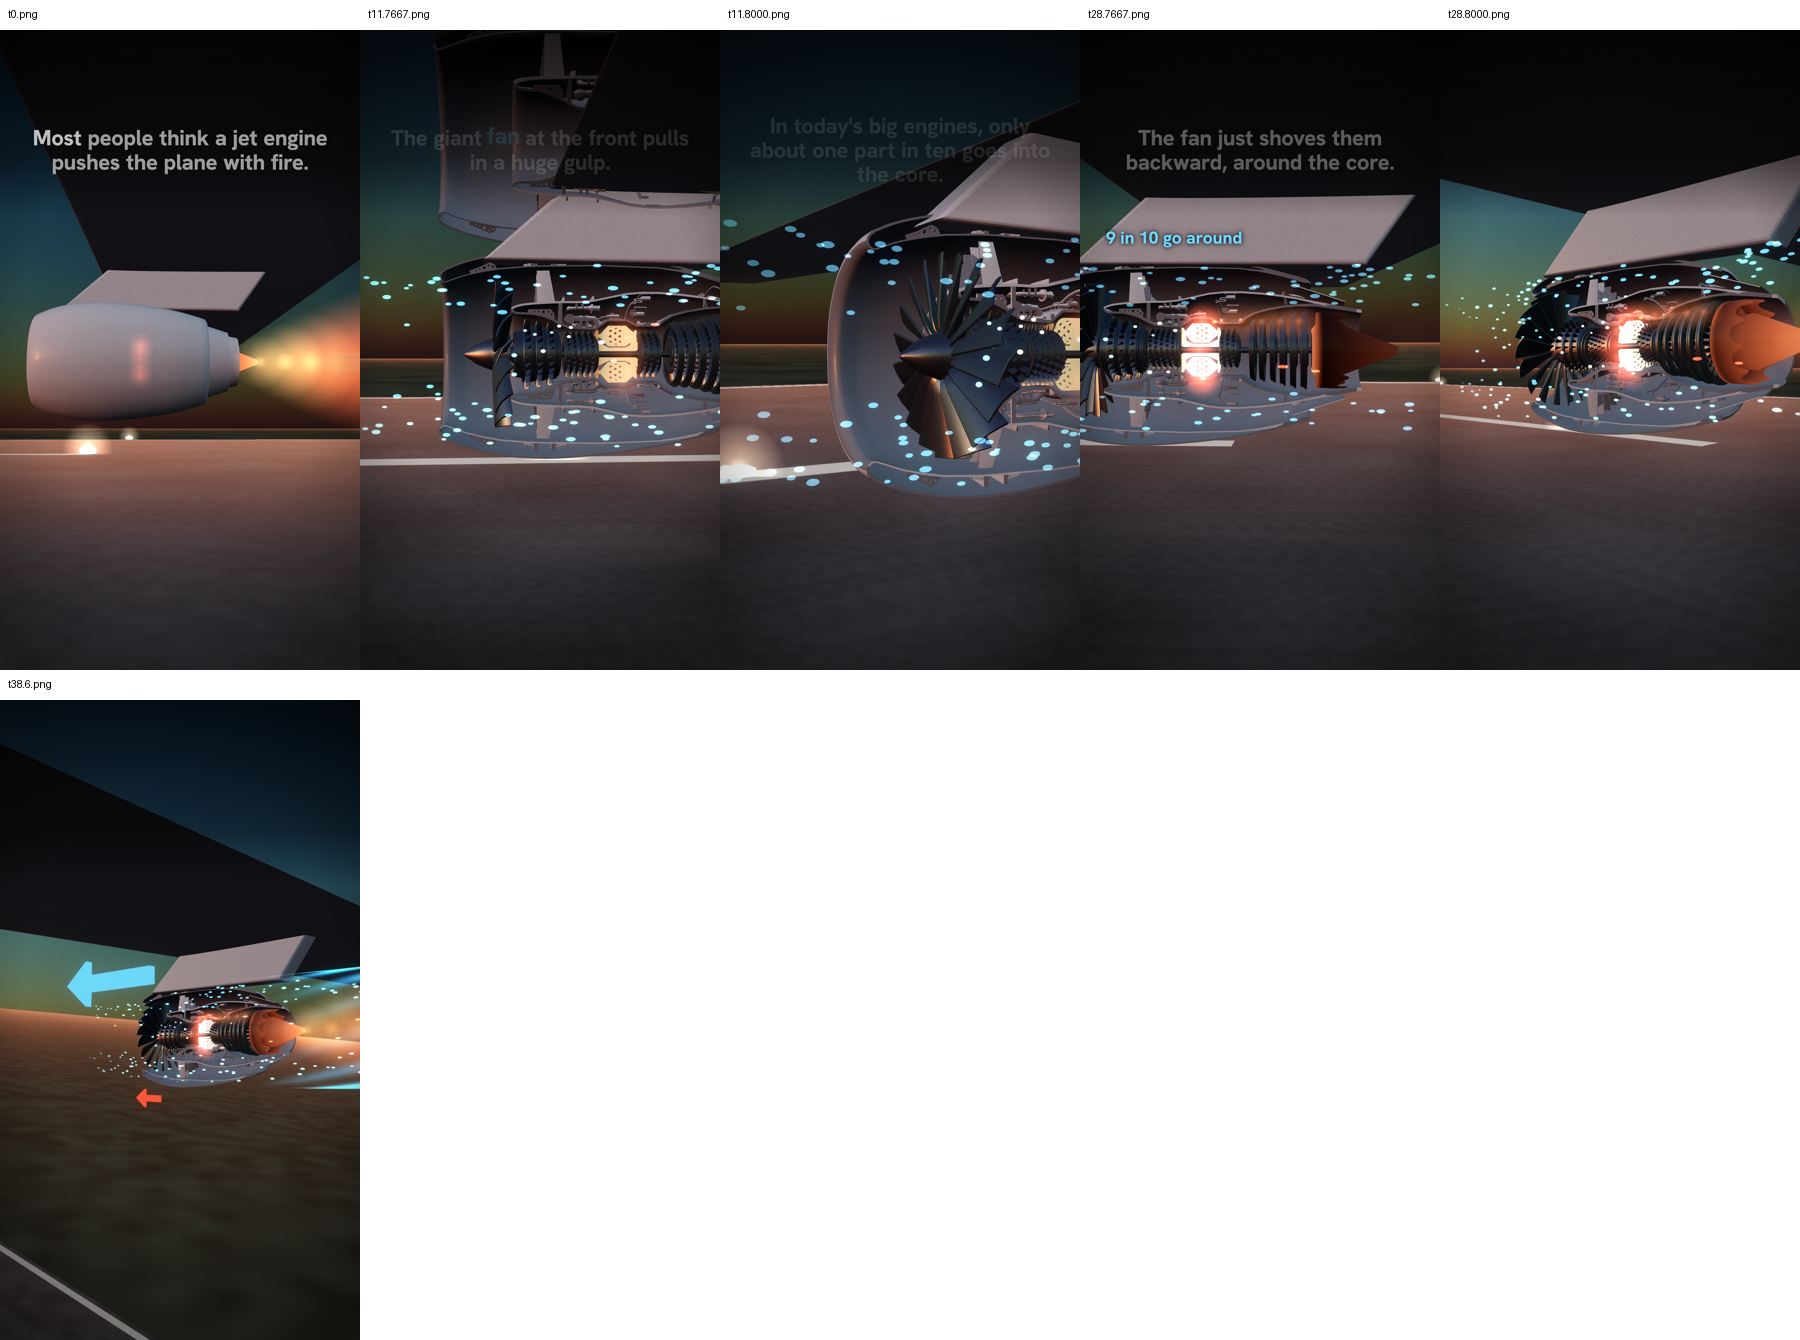 t0.png
t11.7667.png
t11.8000.png
t28.7667.png
t28.8000.png
Most people think a jet engine
pushes the plane with fire.
The giant fan at the front pulls
in a huge gulp.
In today's big engines, only
about one part in ten goes into
the core.
The fan just shoves them
backward, around the core.
9 in 10 go around
t38.6.png